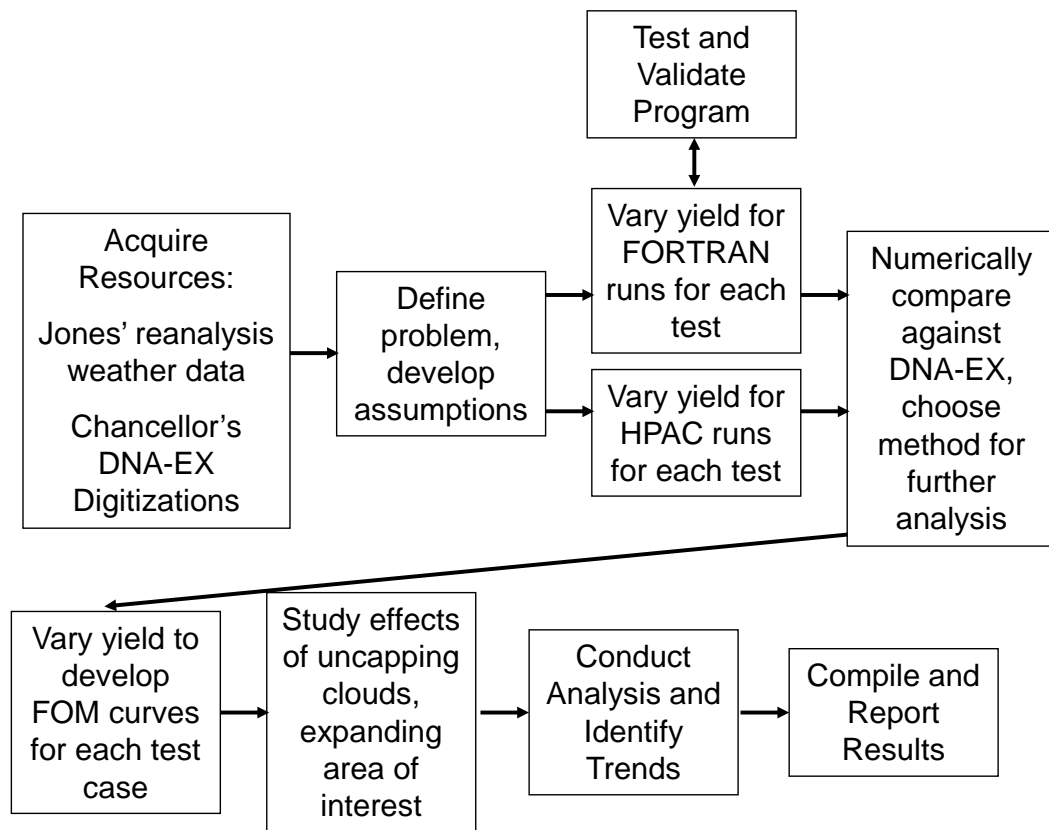 Test and
Validate
Program
Acquire
Resources:
Jones’ reanalysis
weather data
Chancellor’s
DNA-EX
Digitizations
Define
problem,
develop
assumptions
Vary yield for
FORTRAN
runs for each
test
Vary yield for
HPAC runs
for each test
Numerically
compare
against
DNA-EX,
choose
method for
further
analysis
Vary yield to
develop
FOM curves
for each test
case
Study effects
of uncapping
clouds,
expanding
area of
interest
Conduct
Analysis and
Identify
Trends
Compile and
Report
Results